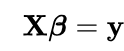 𝐗𝜷 = 𝐲